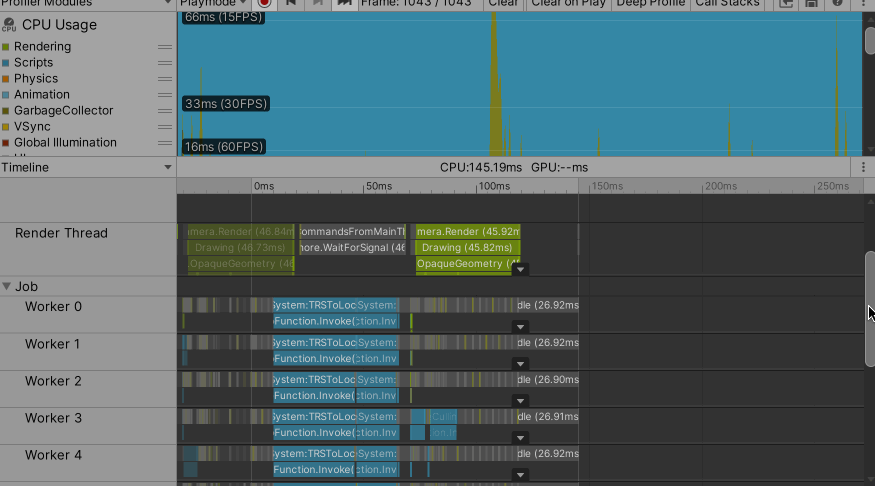 Profiler Modules
Playmode
Frame: 1043 / 1043
Clear
Clear on Play
Deep Profile
Call Stacks
CPU Usage
Rendering
Scripts
Physics
Animation
GarbageCollector
VSync
Global Illumination
66ms (15FPS)
33ms (30FPS)
16ms (60FPS)
Timeline
CPU:145.19ms GPU:--ms
0ms
50ms
100ms
150ms
200ms
250ms
Render Thread
mera.Render (46.84m
ommandsFromMainTl
mera.Render (45.92m
Drawing (46.73ms)
nore.WaitForSignal (46
Drawing (45.82ms)
OpaqueGeometry (4
OpaqueGeometry (4
Job
Worker 0
System:TRSToLoc
System:
dle (26.92ms
Function.Invoke(
ction.Inv
Worker 1
System:TRSToLoc
System:
dle (26.92ms
Function.Invoke(
ction.Inv
Worker 2
System:TRSToLoc
System:
dle (26.90ms
Function.Invoke(
ction.Inv
Worker 3
System:TRSToLoc
System:
Cullin
dle (26.91ms
Function.Invoke(
ction.Inv
Worker 4
System:TRSToLoc
System:
dle (26.92ms
Function.Invoke(
ction.Inv